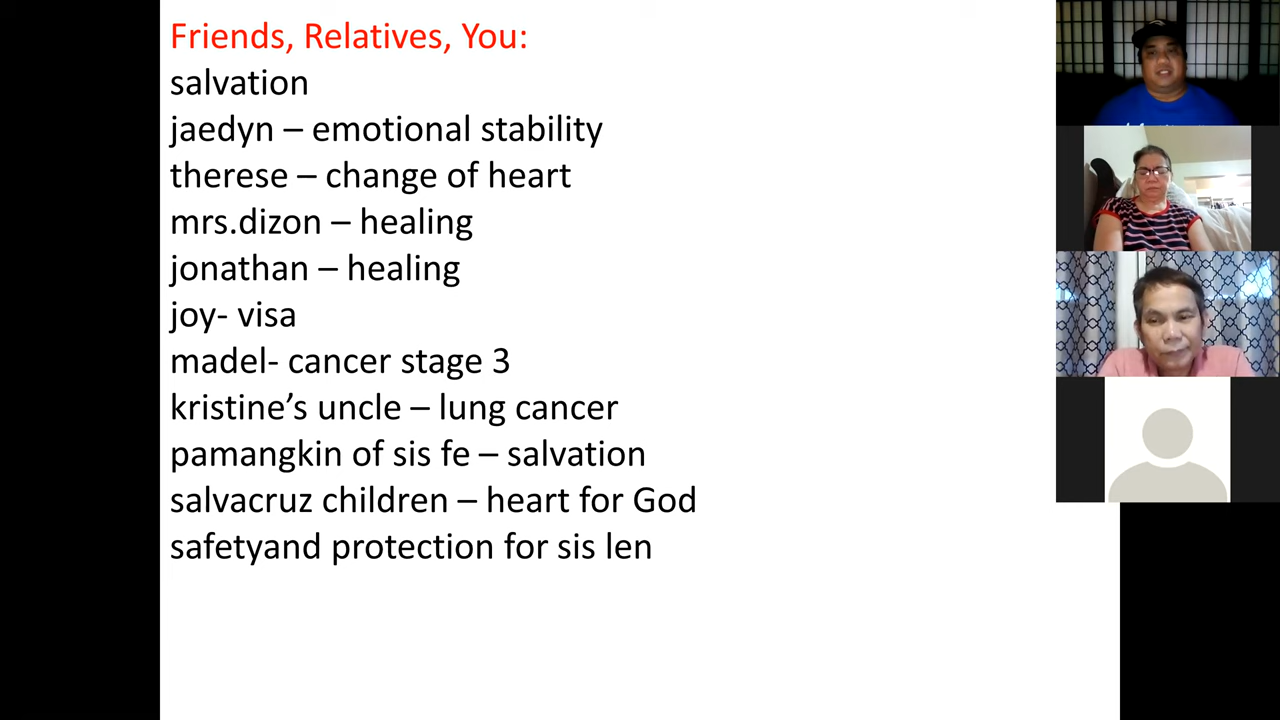 Friends, Relatives, You:
salvation
jaedyn – emotional stability
therese – change of heart
mrs.dizon – healing
jonathan – healing
joy- visa
madel- cancer stage 3
kristine’s uncle – lung cancer
pamangkin of sis fe – salvation
salvacruz children – heart for God
safetyand protection for sis len